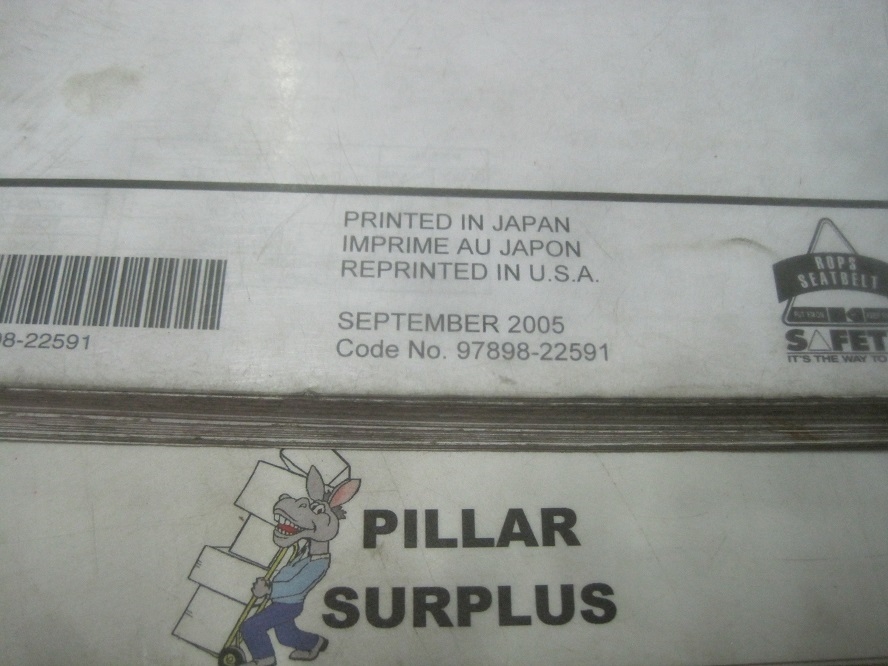 PRINTED IN JAPAN
IMPRIME AU JAPON
REPRINTED IN U.S.A.
SEPTEMBER 2005
Code No. 97898-22591
98-22591
ROPS
SEATBELT
SAFET
IT'S THE WAY TO
PILLAR
SURPLUS